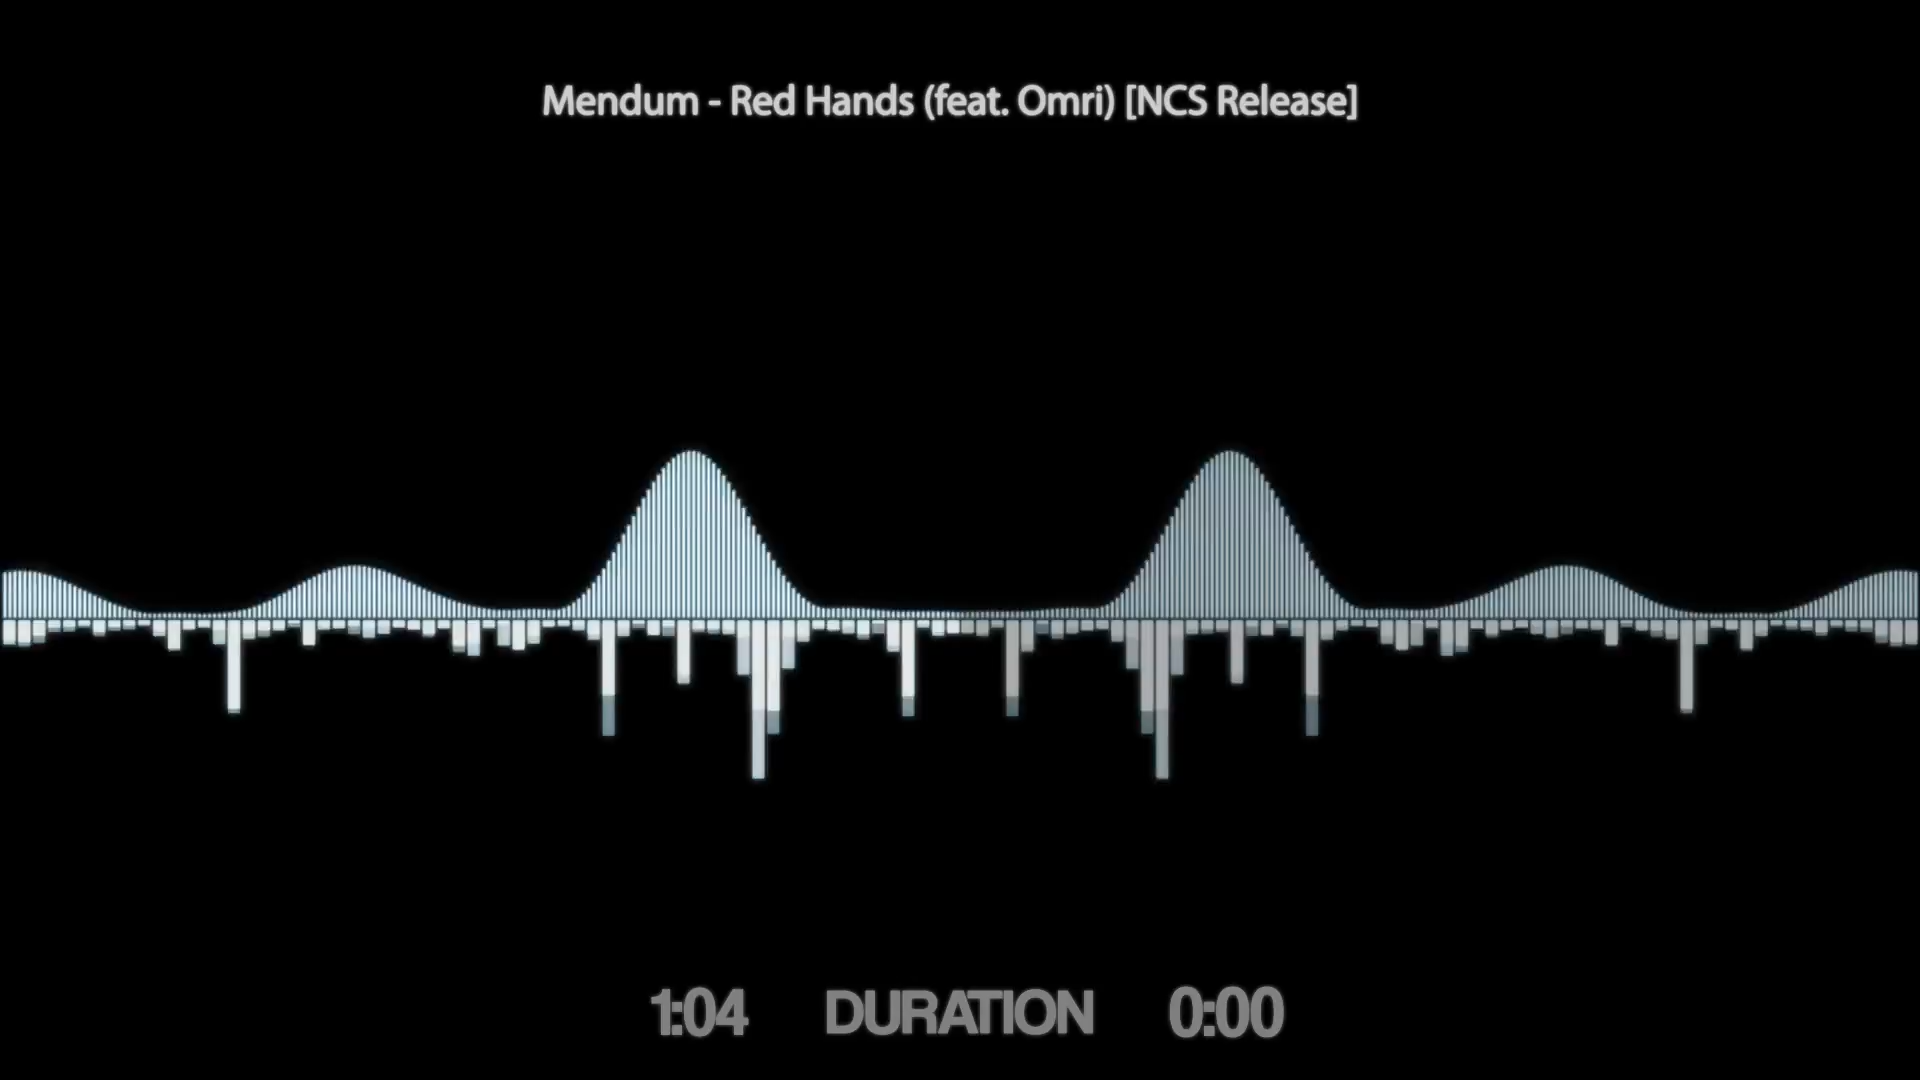 Mendum - Red Hands (feat. Omri) [NCS Release]
1:04 DURATION 0:00